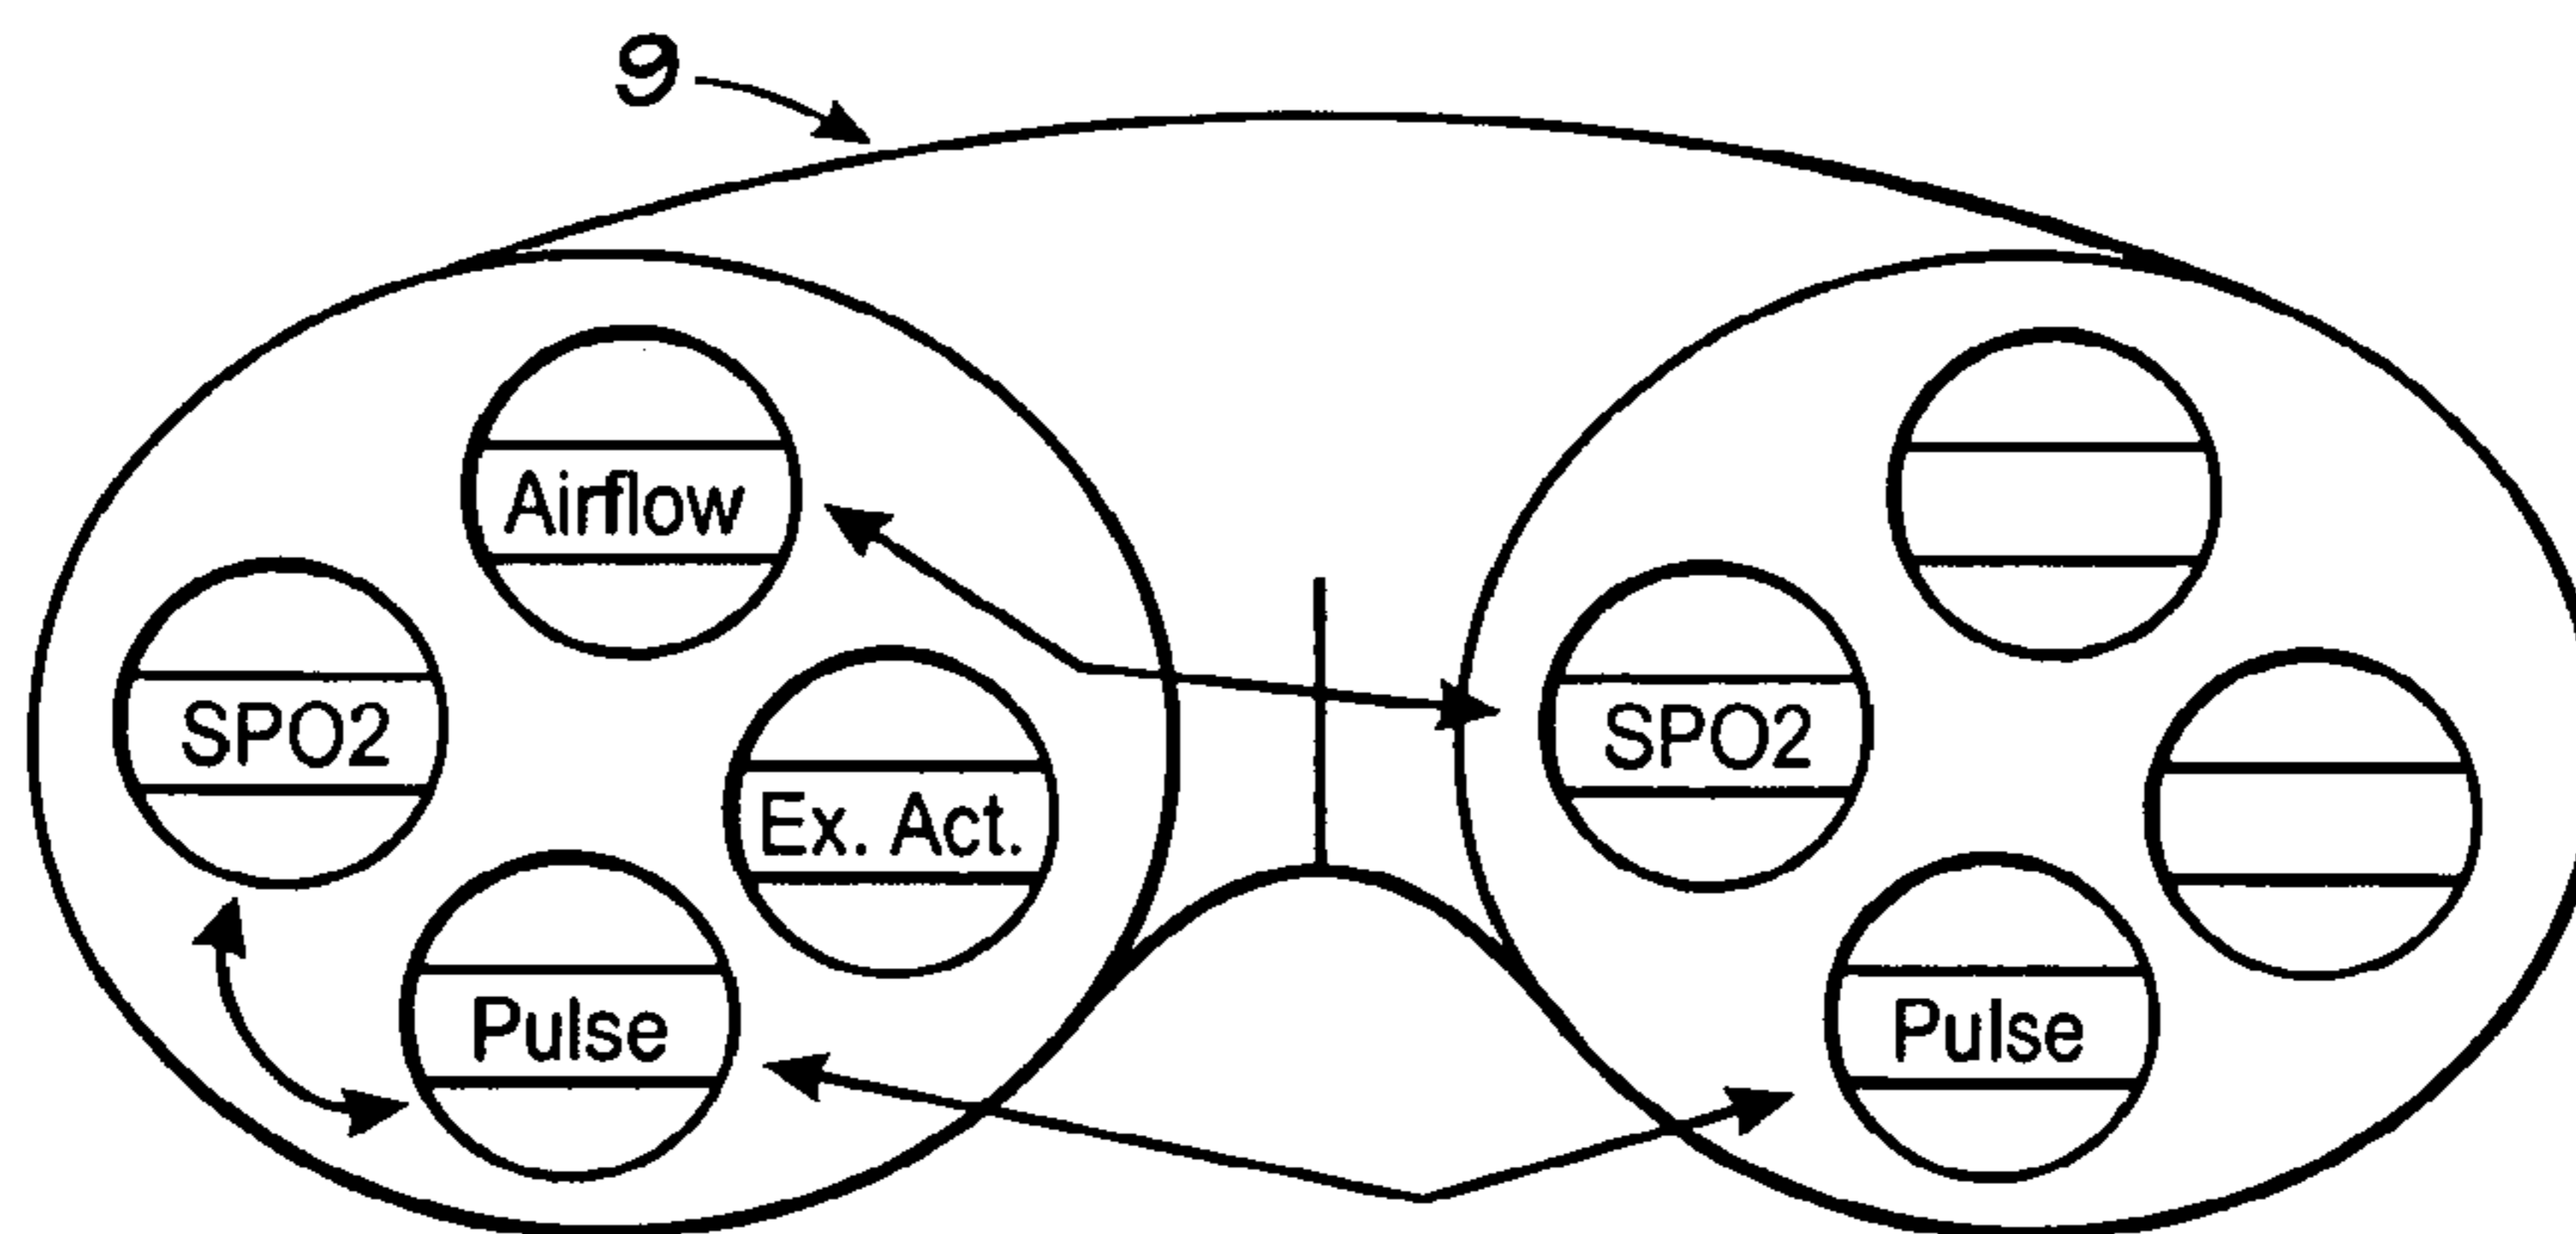 9
Airflow
SPO2
Ex. Act.
Pulse
SPO2
Pulse